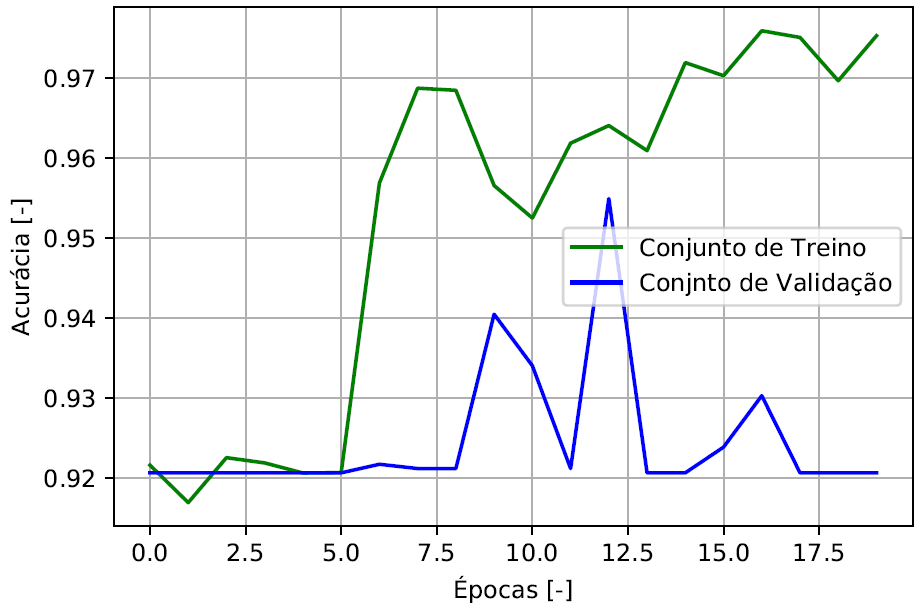 0.97
0.96
0.95
0.94
0.93
0.92
Acurácia [-]
Conjunto de Treino
Conjnto de Validação
0.0 2.5 5.0 7.5 10.0 12.5 15.0 17.5
Épocas [-]